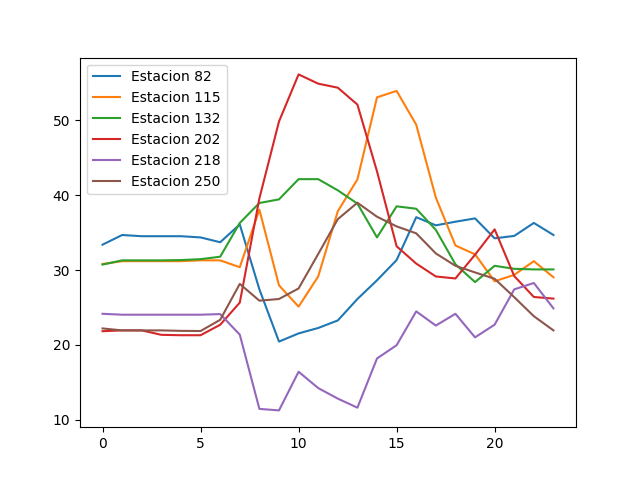 Estacion 82
Estacion 115
Estacion 132
Estacion 202
Estacion 218
Estacion 250
50
40
30
20
10
0 5 10 15 20